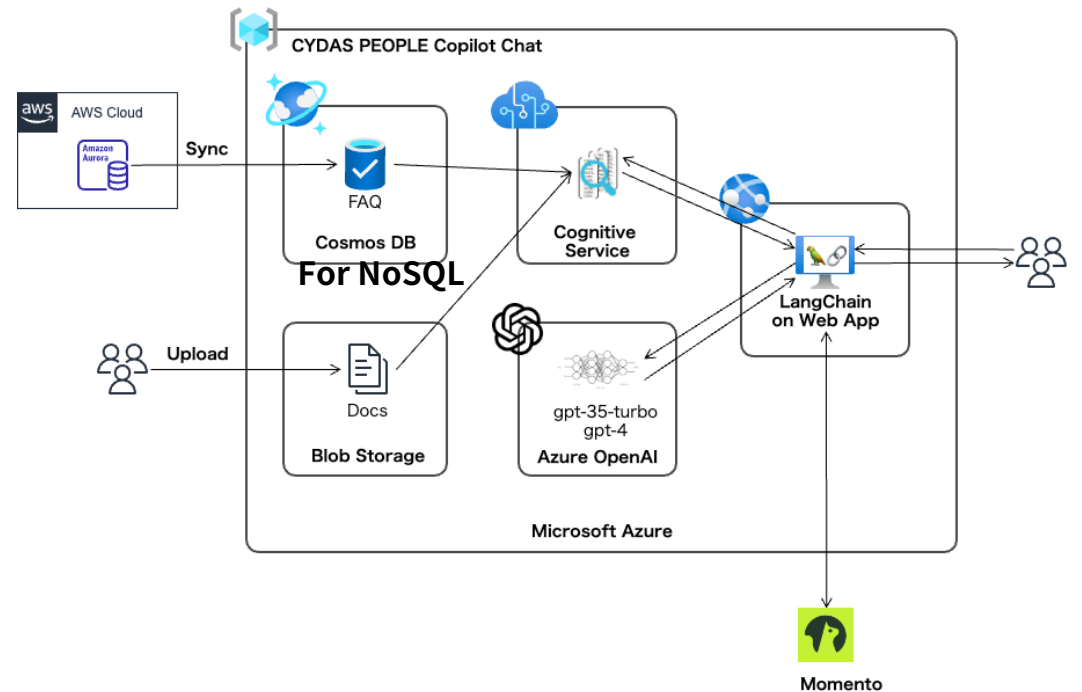 CYDAS PEOPLE Copilot Chat
aws
AWS Cloud
Amazon
Aurora
Sync
FAQ
Cosmos DB
For NoSQL
Cognitive
Service
LangChain
on Web App
Upload
Docs
Blob Storage
gpt-35-turbo
gpt-4
Azure OpenAI
Microsoft Azure
Momento